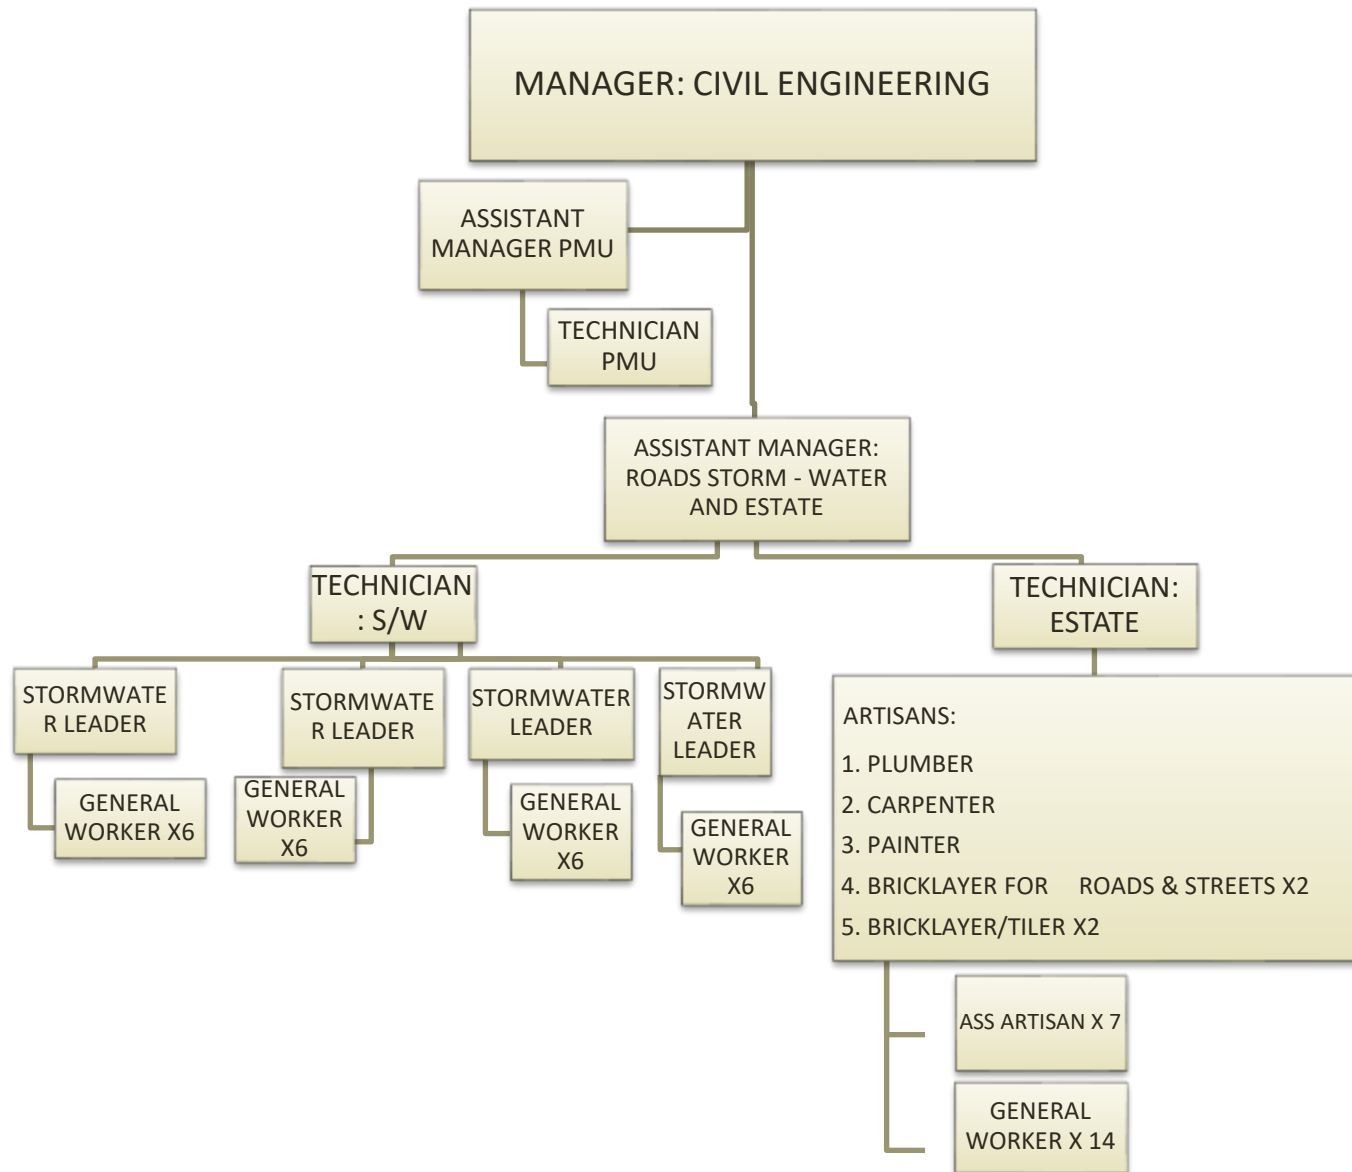 MANAGER: CIVIL ENGINEERING
ASSISTANT
MANAGER PMU
TECHNICIAN
PMU
ASSISTANT MANAGER:
ROADS STORM - WATER
AND ESTATE
TECHNICIAN
: S/W
TECHNICIAN:
ESTATE
STORMWATE
R LEADER
GENERAL
WORKER X6
STORMWATE
R LEADER
GENERAL
WORKER
X6
STORMWATER
LEADER
GENERAL
WORKER
X6
STORMW
ATER
LEADER
GENERAL
WORKER
X6
ARTISANS:
1. PLUMBER
2. CARPENTER
3. PAINTER
4. BRICKLAYER FOR ROADS & STREETS X2
5. BRICKLAYER/TILER X2
ASS ARTISAN X 7
GENERAL
WORKER X 14